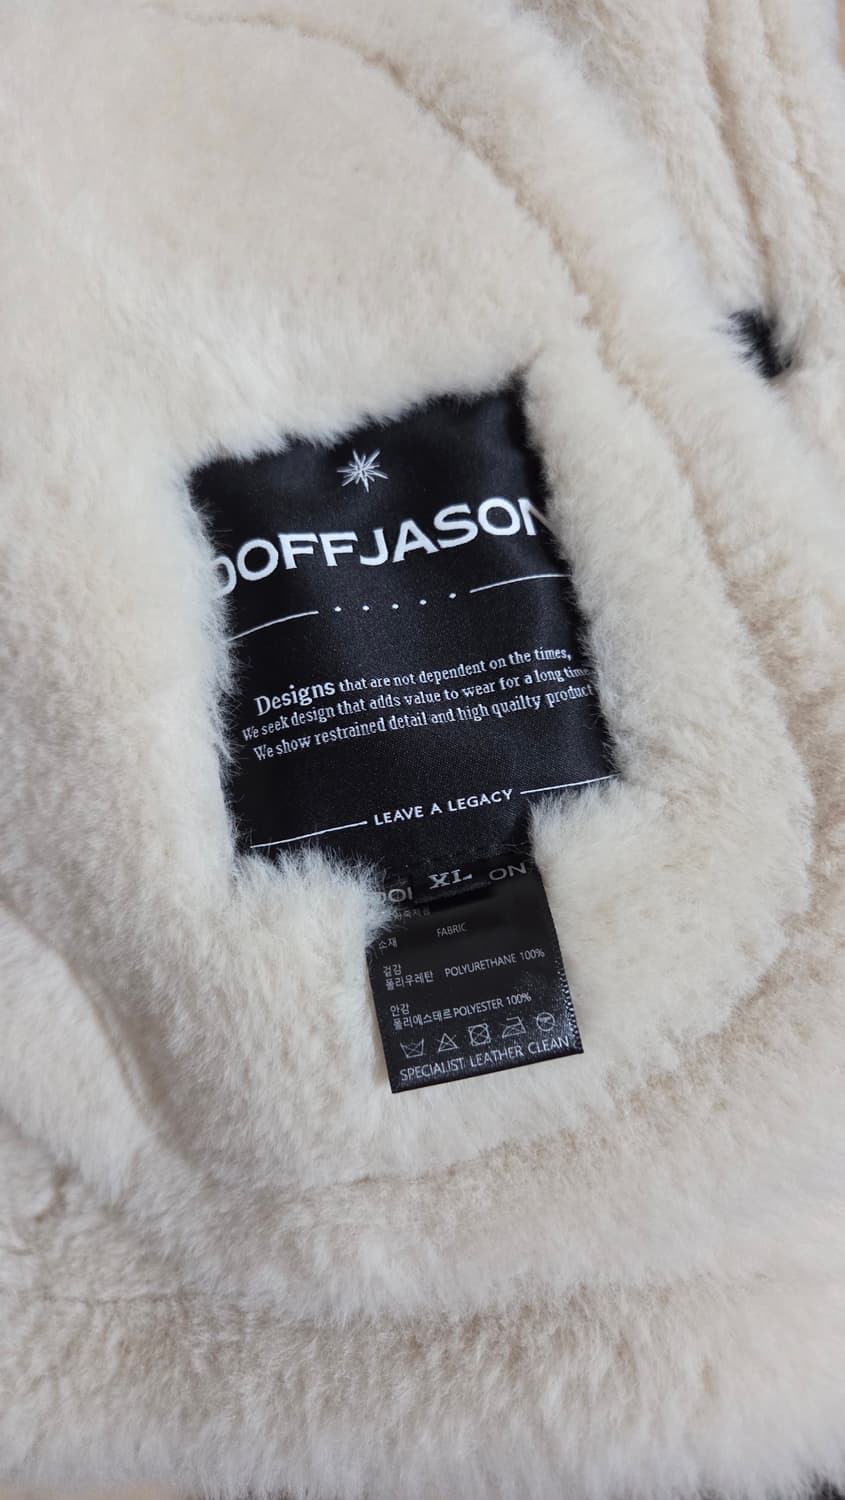 DOFFJASON
Designs that are not dependent on the times,
We seek design that adds value to wear for a long time
We show restrained detail and high quailty product
LEAVE A LEGACY
XL
ON
소재 FABRIC
겉감
폴리우레탄 POLYURETHANE 100%
안감
폴리에스테르 POLYESTER 100%
SPECIALIST LEATHER CLEAN